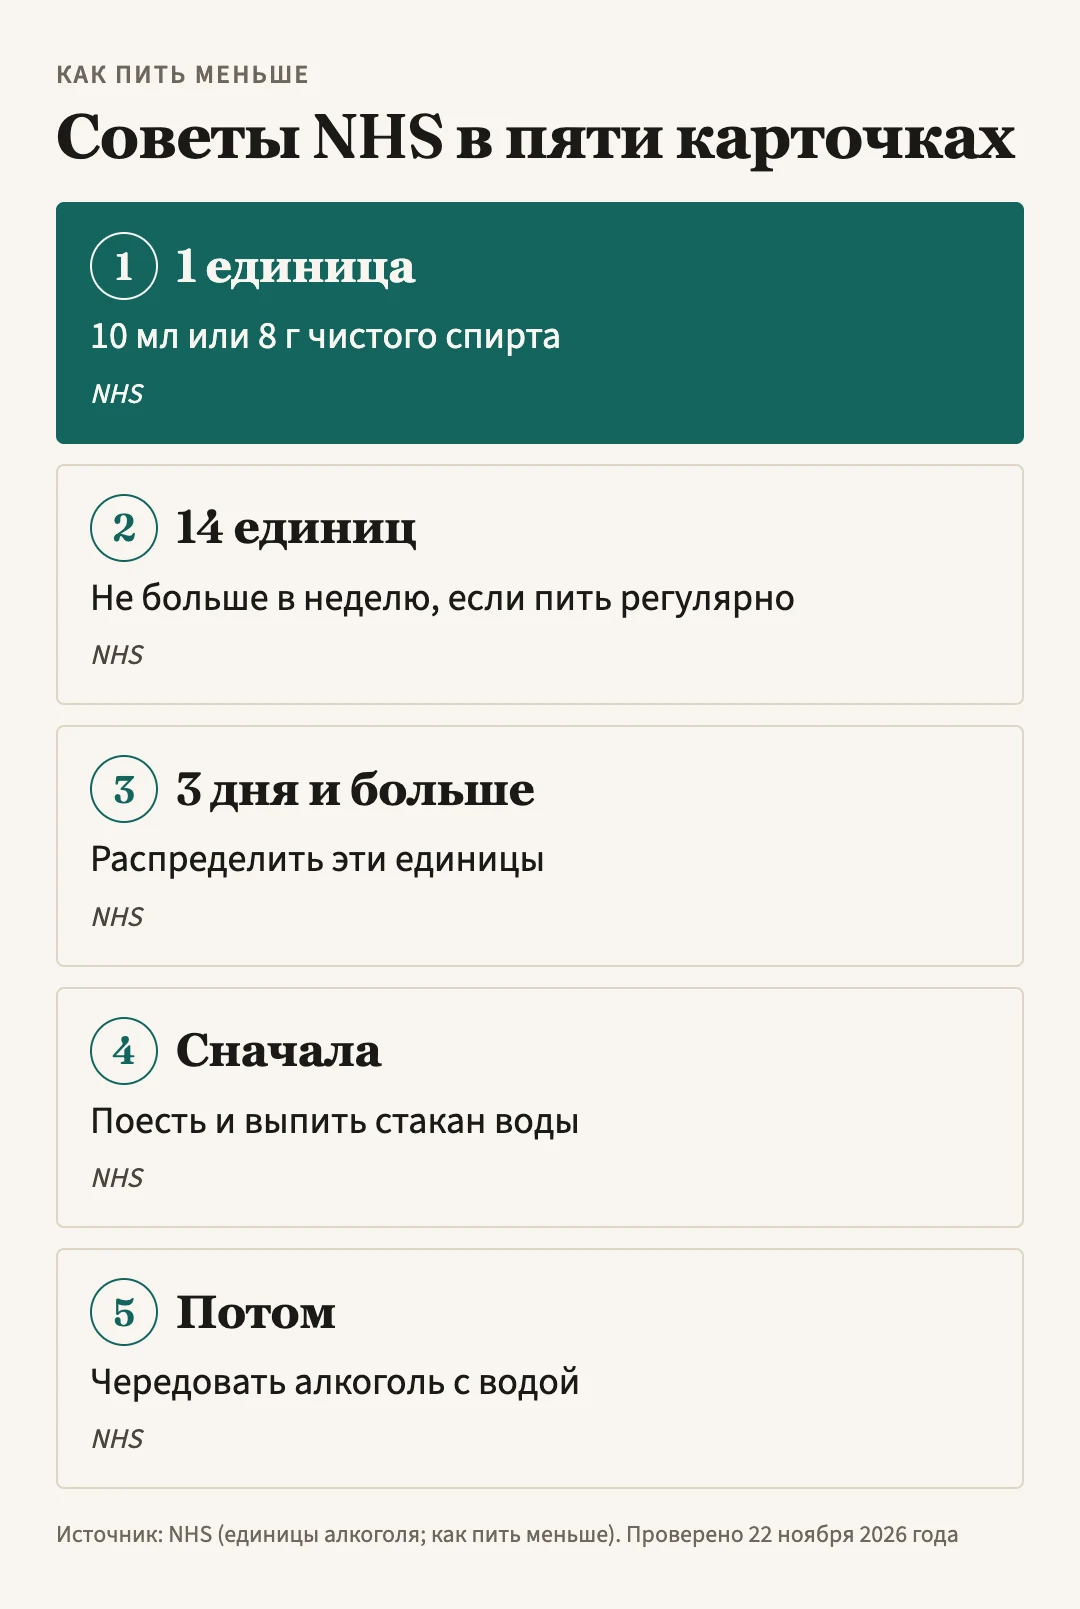 КАК ПИТЬ МЕНЬШЕ
Советы NHS в пяти карточках
1 1 единица
10 мл или 8 г чистого спирта
NHS
2 14 единиц
Не больше в неделю, если пить регулярно
NHS
3 3 дня и больше
Распределить эти единицы
NHS
4 Сначала
Поесть и выпить стакан воды
NHS
5 Потом
Чередовать алкоголь с водой
NHS
Источник: NHS (единицы алкоголя; как пить меньше). Проверено 22 ноября 2026 года